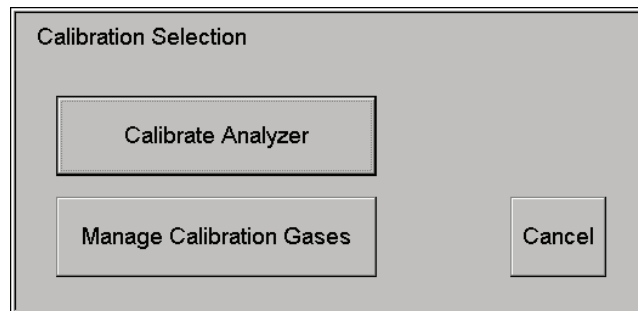 Calibration Selection
Calibrate Analyzer
Manage Calibration Gases
Cancel